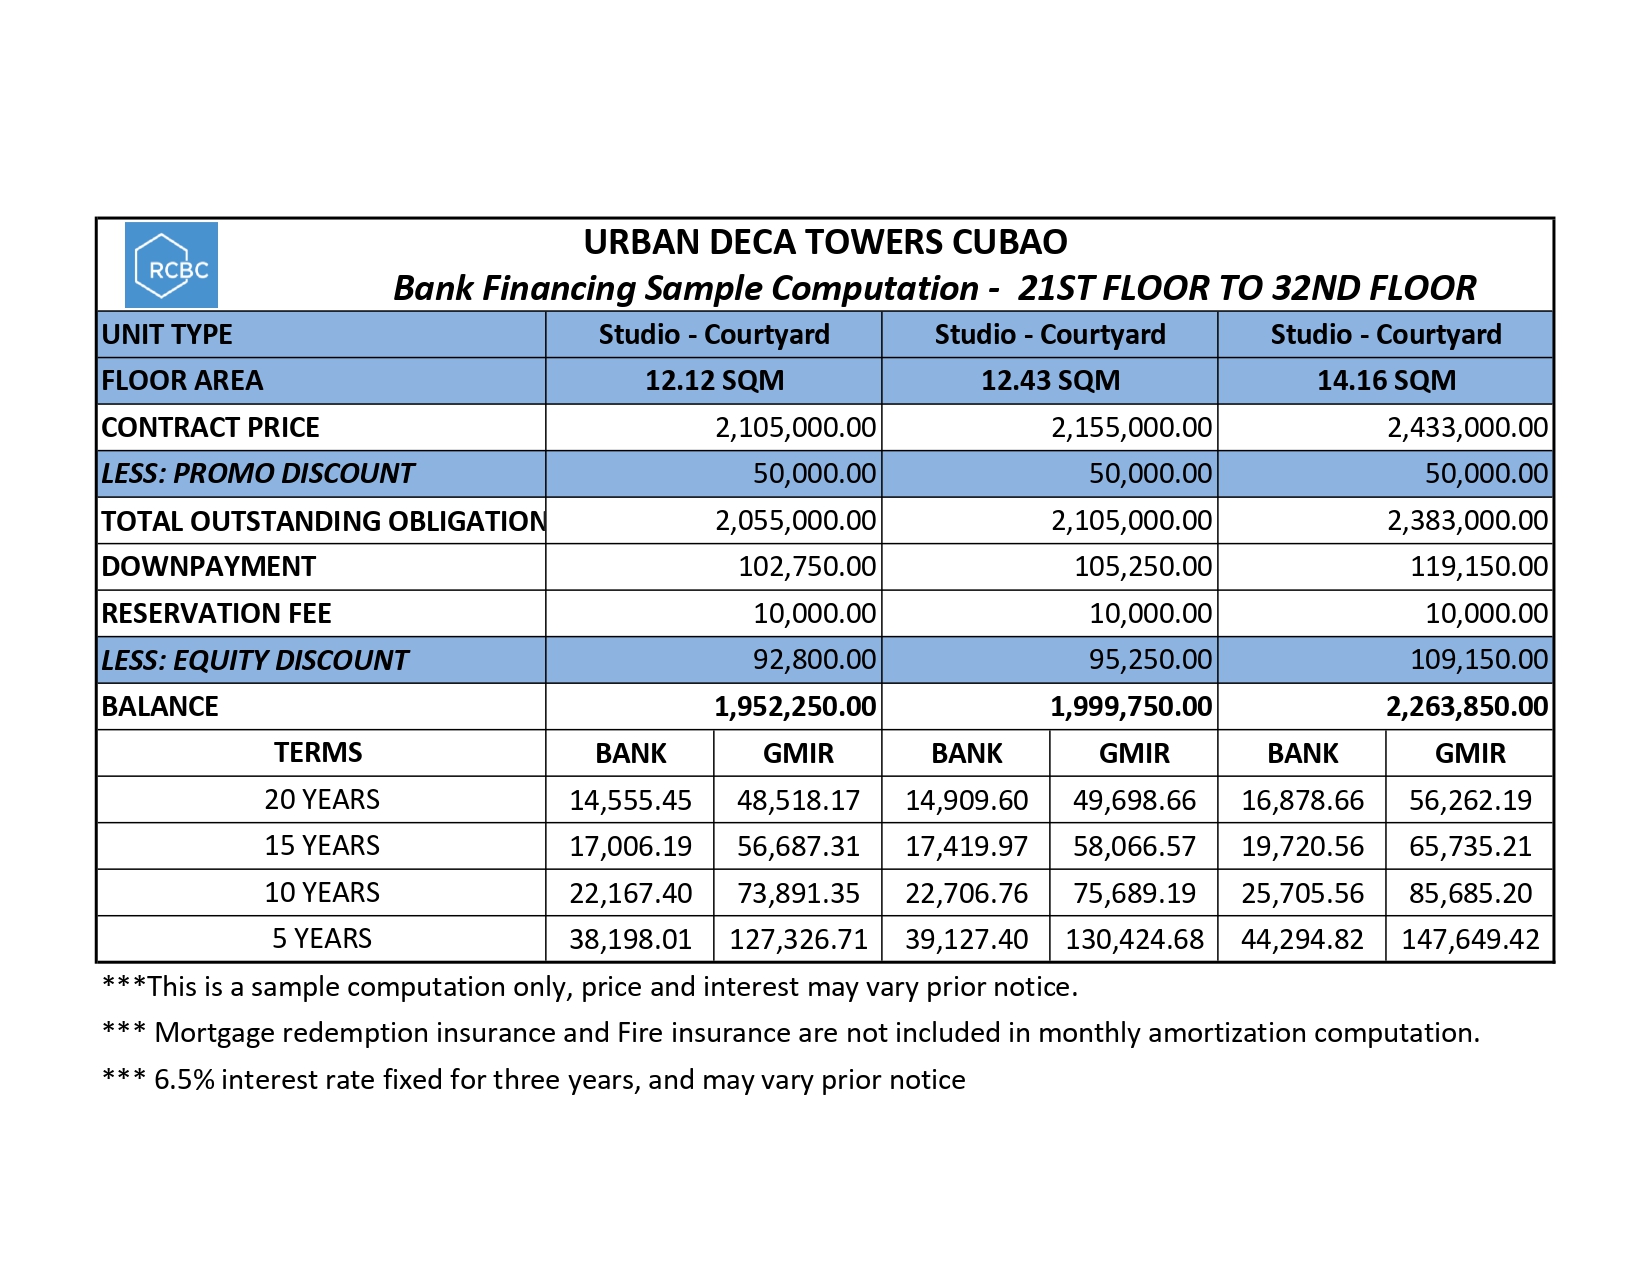 RCBC
URBAN DECA TOWERS CUBAO
Bank Financing Sample Computation - 21ST FLOOR TO 32ND FLOOR
UNIT TYPE Studio - Courtyard Studio - Courtyard Studio - Courtyard
FLOOR AREA 12.12 SQM 12.43 SQM 14.16 SQM
CONTRACT PRICE 2,105,000.00 2,155,000.00 2,433,000.00
LESS: PROMO DISCOUNT 50,000.00 50,000.00 50,000.00
TOTAL OUTSTANDING OBLIGATION 2,055,000.00 2,105,000.00 2,383,000.00
DOWNPAYMENT 102,750.00 105,250.00 119,150.00
RESERVATION FEE 10,000.00 10,000.00 10,000.00
LESS: EQUITY DISCOUNT 92,800.00 95,250.00 109,150.00
BALANCE 1,952,250.00 1,999,750.00 2,263,850.00
TERMS BANK GMIR BANK GMIR BANK GMIR
20 YEARS 14,555.45 48,518.17 14,909.60 49,698.66 16,878.66 56,262.19
15 YEARS 17,006.19 56,687.31 17,419.97 58,066.57 19,720.56 65,735.21
10 YEARS 22,167.40 73,891.35 22,706.76 75,689.19 25,705.56 85,685.20
5 YEARS 38,198.01 127,326.71 39,127.40 130,424.68 44,294.82 147,649.42
***This is a sample computation only, price and interest may vary prior notice.
*** Mortgage redemption insurance and Fire insurance are not included in monthly amortization computation.
*** 6.5% interest rate fixed for three years, and may vary prior notice